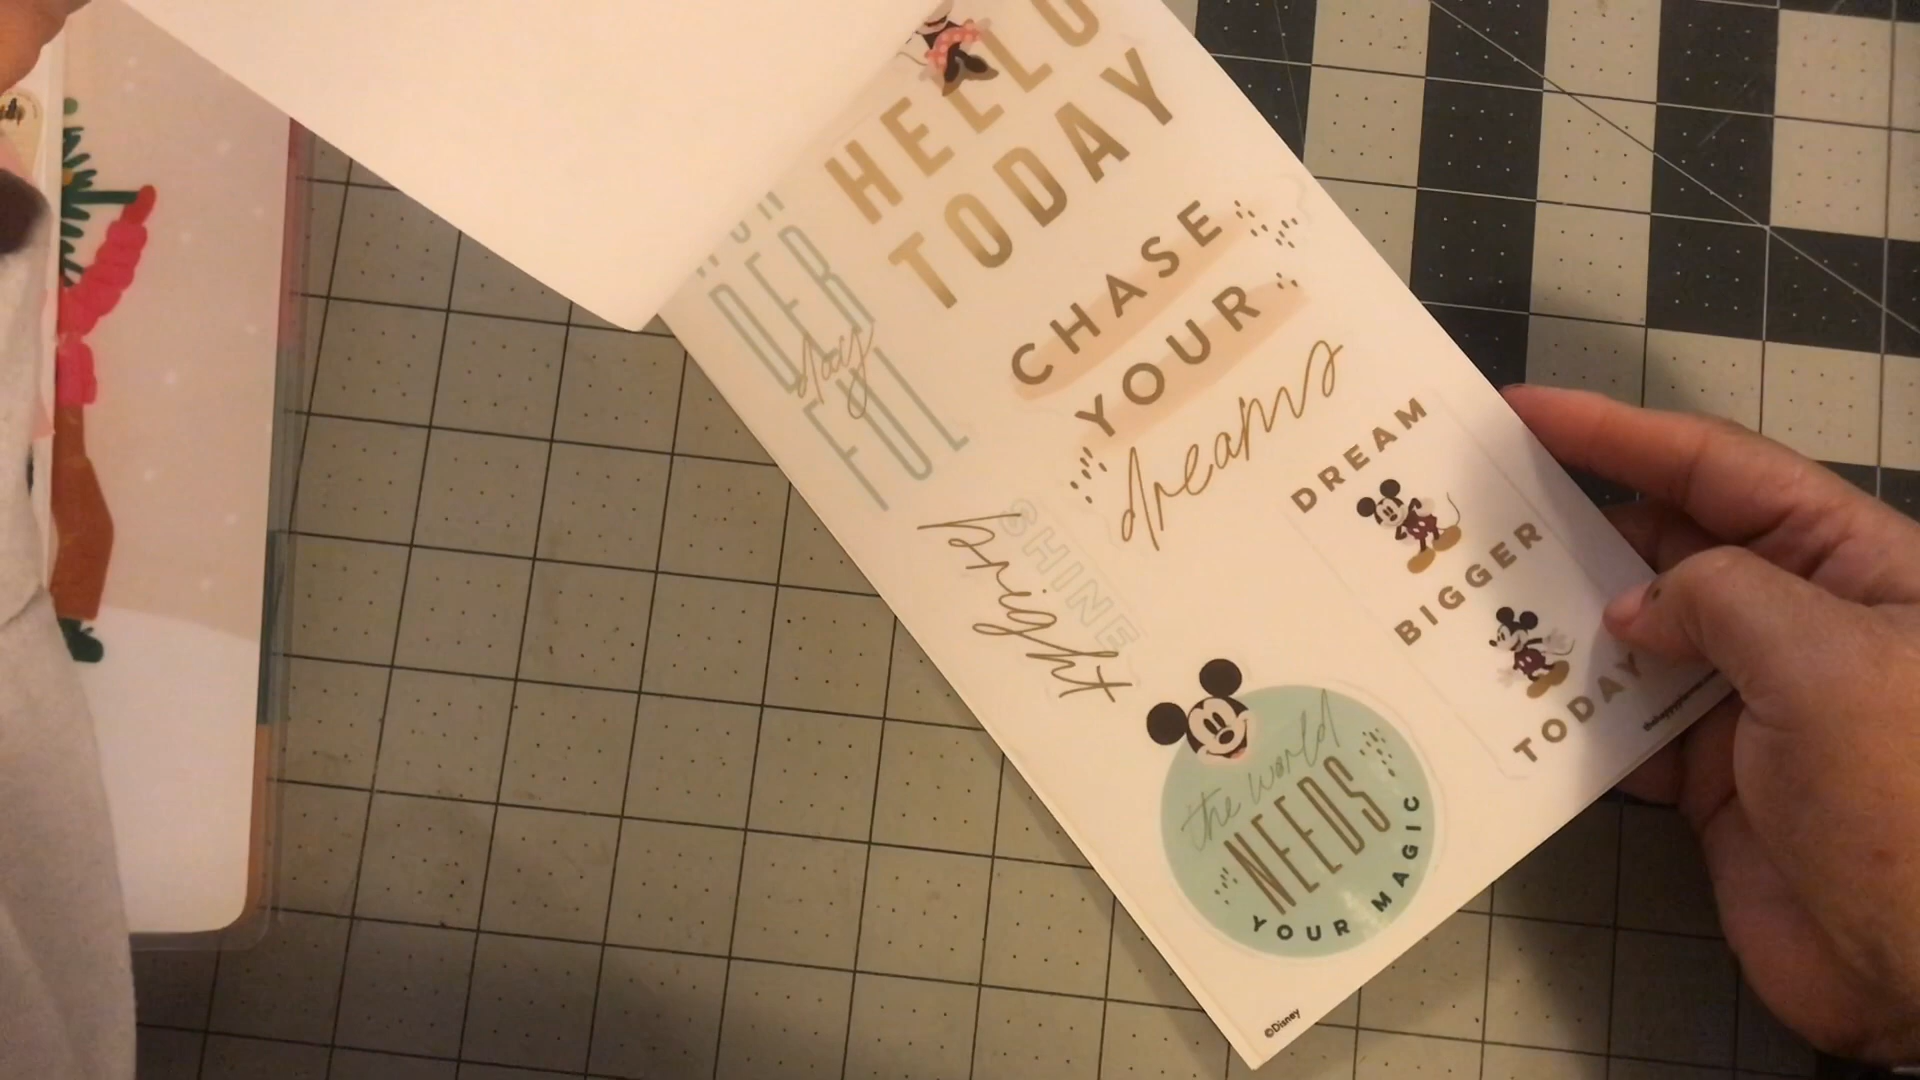 HELLO
TODAY
DER
day
FUL
CHASE
YOUR
dreams
SHINE
bright
DREAM
BIGGER
TODAY
the world
NEEDS
YOUR MAGIC
©Disney